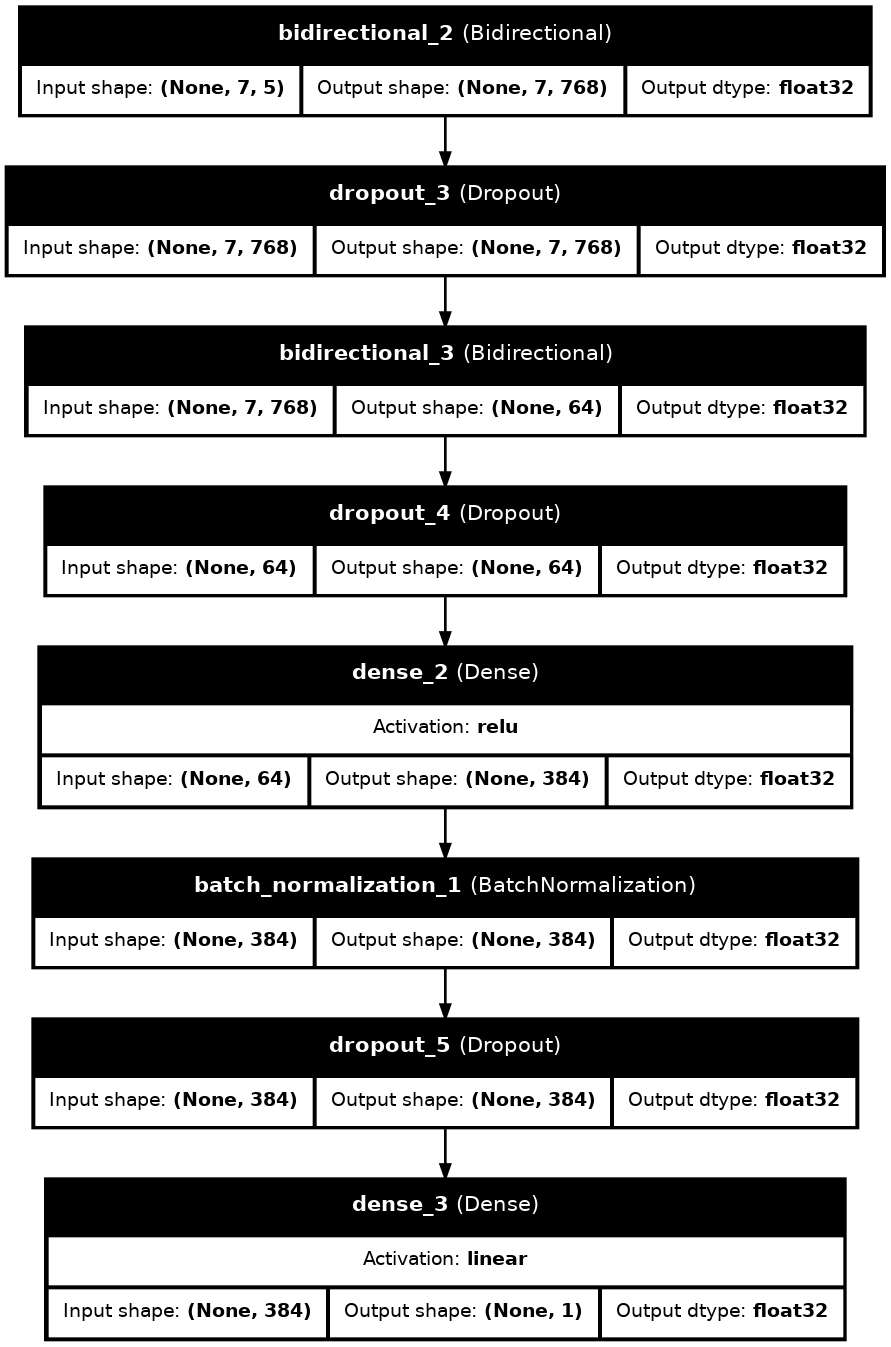 bidirectional_2 (Bidirectional)
Input shape: (None, 7, 5) Output shape: (None, 7, 768) Output dtype: float32
dropout_3 (Dropout)
Input shape: (None, 7, 768) Output shape: (None, 7, 768) Output dtype: float32
bidirectional_3 (Bidirectional)
Input shape: (None, 7, 768) Output shape: (None, 64) Output dtype: float32
dropout_4 (Dropout)
Input shape: (None, 64) Output shape: (None, 64) Output dtype: float32
dense_2 (Dense)
Activation: relu
Input shape: (None, 64) Output shape: (None, 384) Output dtype: float32
batch_normalization_1 (BatchNormalization)
Input shape: (None, 384) Output shape: (None, 384) Output dtype: float32
dropout_5 (Dropout)
Input shape: (None, 384) Output shape: (None, 384) Output dtype: float32
dense_3 (Dense)
Activation: linear
Input shape: (None, 384) Output shape: (None, 1) Output dtype: float32